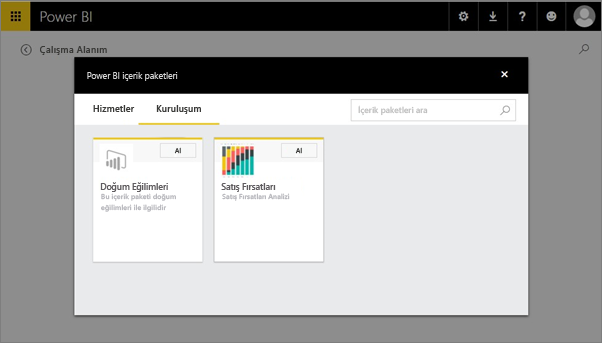 Power BI
?
Çalışma Alanım
Power BI içerik paketleri
Hizmetler Kuruluşum
İçerik paketleri ara
Al Al
Doğum Eğilimleri
Bu içerik paketi doğum
eğilimleri ile ilgilidir
Satış Fırsatları
Satış Fırsatları Analizi